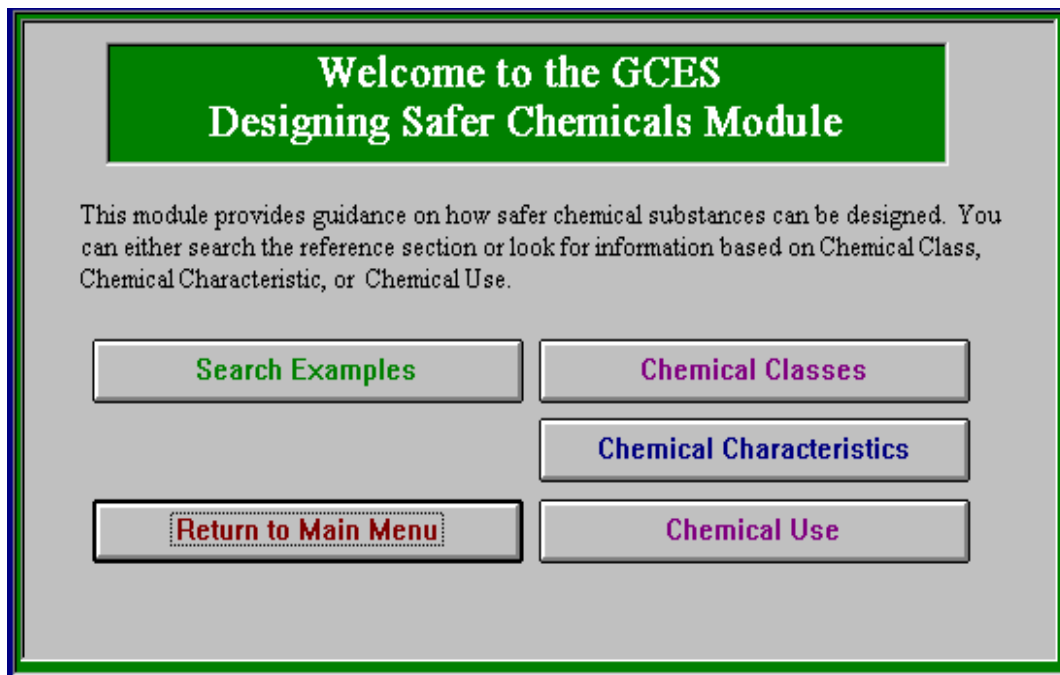 Welcome to the GCES
Designing Safer Chemicals Module
This module provides guidance on how safer chemical substances can be designed.  You
can either search the reference section or look for information based on Chemical Class,
Chemical Characteristic, or  Chemical Use.
Search Examples
Chemical Classes
Chemical Characteristics
Return to Main Menu
Chemical Use